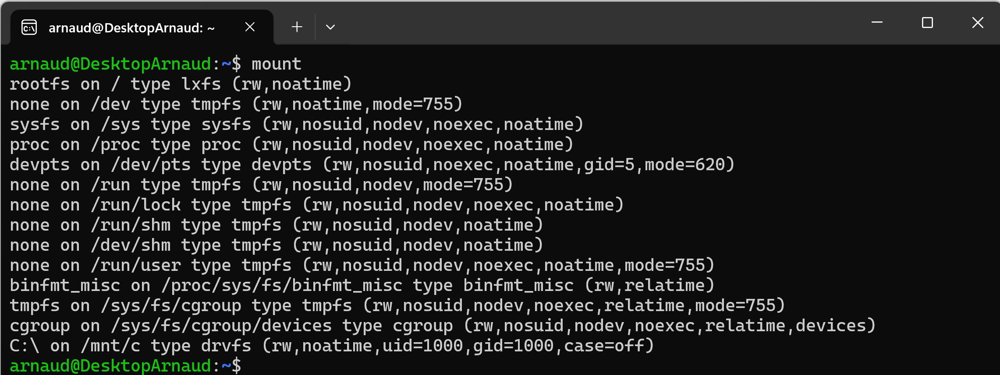 arnaud@DesktopArnaud: ~
arnaud@DesktopArnaud:~$ mount
rootfs on / type lxfs (rw,noatime)
none on /dev type tmpfs (rw,noatime,mode=755)
sysfs on /sys type sysfs (rw,nosuid,nodev,noexec,noatime)
proc on /proc type proc (rw,nosuid,nodev,noexec,noatime)
devpts on /dev/pts type devpts (rw,nosuid,noexec,noatime,gid=5,mode=620)
none on /run type tmpfs (rw,nosuid,nodev,mode=755)
none on /run/lock type tmpfs (rw,nosuid,nodev,noexec,noatime)
none on /run/shm type tmpfs (rw,nosuid,nodev,noatime)
none on /dev/shm type tmpfs (rw,nosuid,nodev,noatime)
none on /run/user type tmpfs (rw,nosuid,nodev,noexec,noatime,mode=755)
binfmt_misc on /proc/sys/fs/binfmt_misc type binfmt_misc (rw,relatime)
tmpfs on /sys/fs/cgroup type tmpfs (rw,nosuid,nodev,noexec,relatime,mode=755)
cgroup on /sys/fs/cgroup/devices type cgroup (rw,nosuid,nodev,noexec,relatime,devices)
C:\ on /mnt/c type drvfs (rw,noatime,uid=1000,gid=1000,case=off)
arnaud@DesktopArnaud:~$